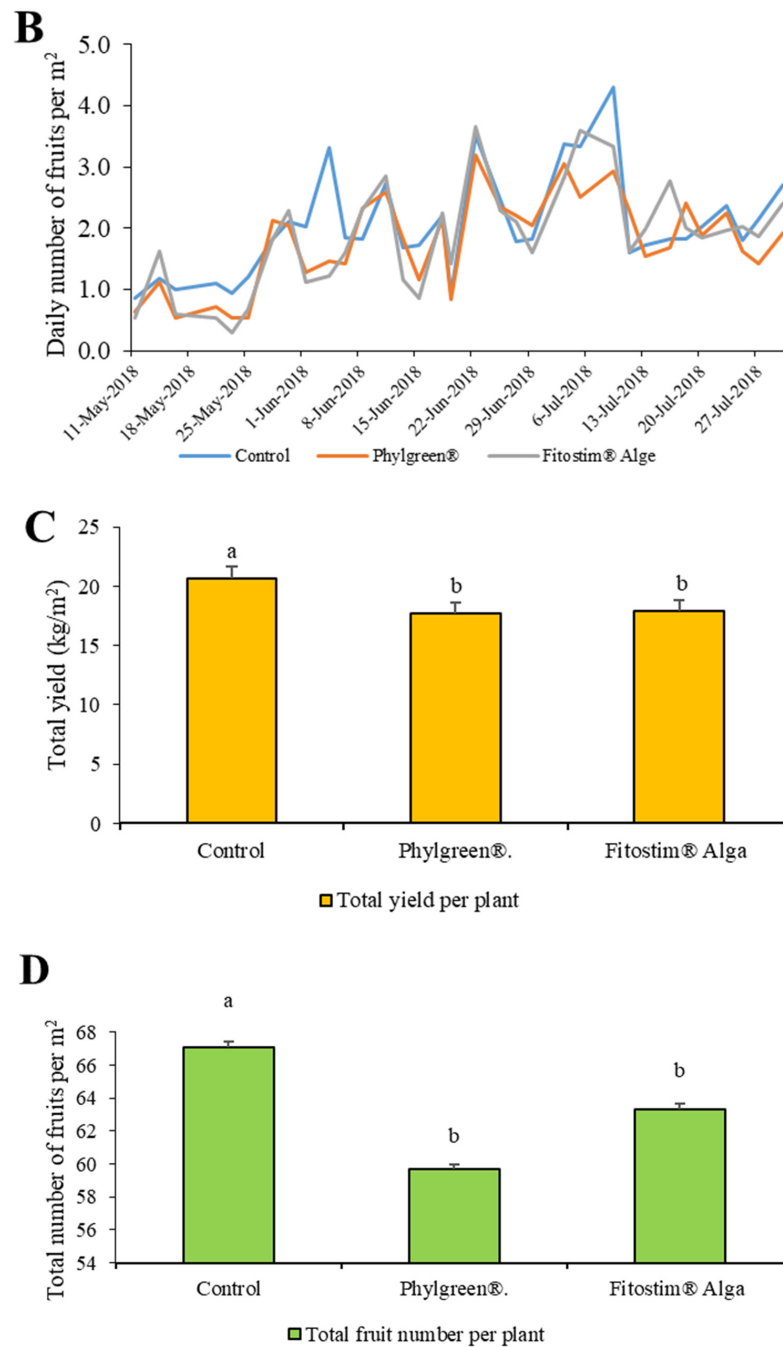 B
Daily number of fruits per m2
5.0
4.0
3.0
2.0
1.0
0.0
11-May-2018
18-May-2018
25-May-2018
1-Jun-2018
8-Jun-2018
15-Jun-2018
22-Jun-2018
29-Jun-2018
6-Jul-2018
13-Jul-2018
20-Jul-2018
27-Jul-2018
Control
Phylgreen®
Fitostim® Alge
C
Total yield (kg/m2)
25
20
15
10
5
0
a
b
b
Control
Phylgreen®.
Fitostim® Alga
Total yield per plant
D
Total number of fruits per m2
68
66
64
62
60
58
56
54
a
b
b
Control
Phylgreen®.
Fitostim® Alga
Total fruit number per plant